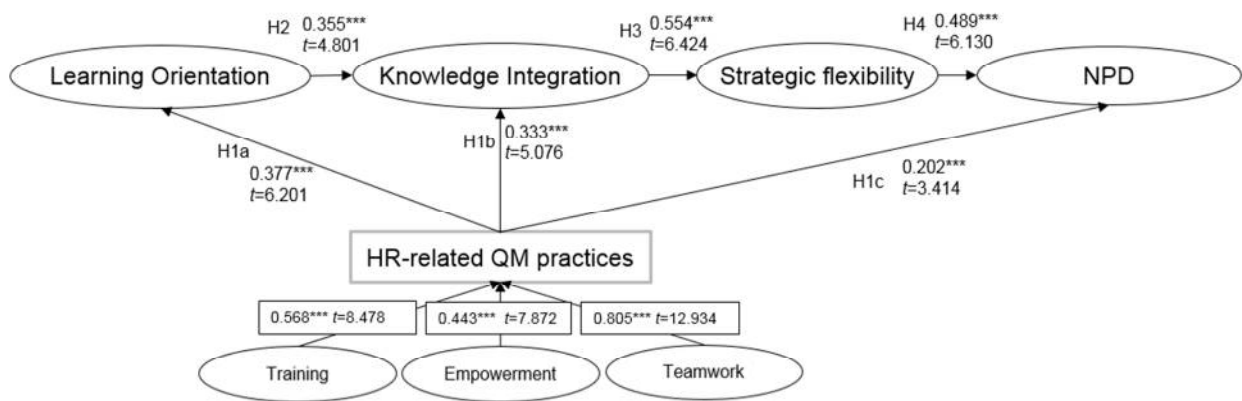 H2 0.355***
t=4.801
H3 0.554***
t=6.424
H4 0.489***
t=6.130
Learning Orientation
Knowledge Integration
Strategic flexibility
NPD
H1a
0.377***
t=6.201
H1b
0.333***
t=5.076
H1c
0.202***
t=3.414
HR-related QM practices
0.568*** t=8.478
0.443*** t=7.872
0.805*** t=12.934
Training
Empowerment
Teamwork